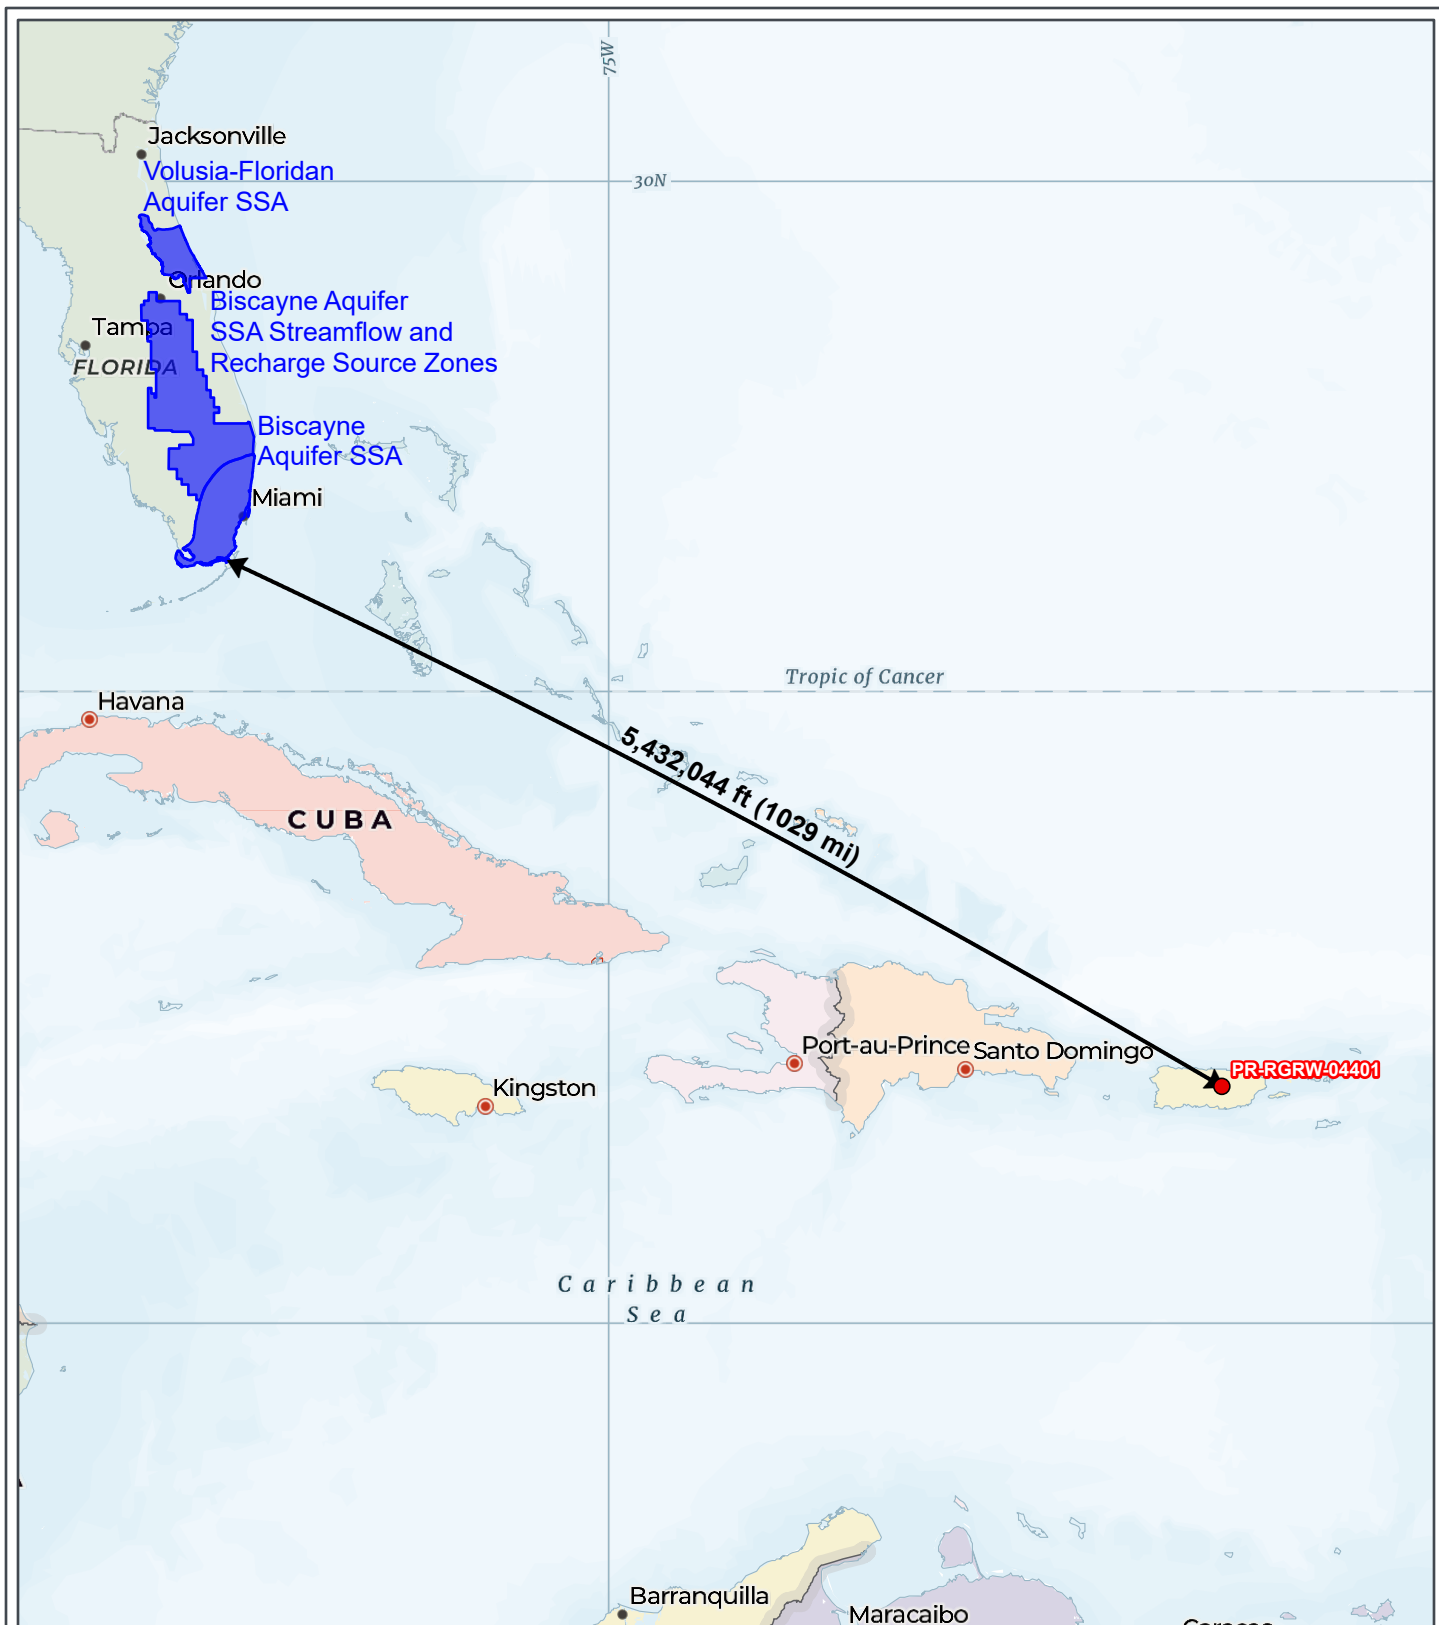 75W
Jacksonville
Volusia-Floridan
Aquifer SSA
30N
Orlando
Biscayne Aquifer
SSA Streamflow and
Recharge Source Zones
Tampa
FLORIDA
Biscayne
Aquifer SSA
Miami
Tropic of Cancer
Havana
5,432,044 ft (1029 mi)
CUBA
Port-au-Prince
Santo Domingo
PR-RGRW-04401
Kingston
Caribbean
Sea
Barranquilla
Maracaibo
Caracas